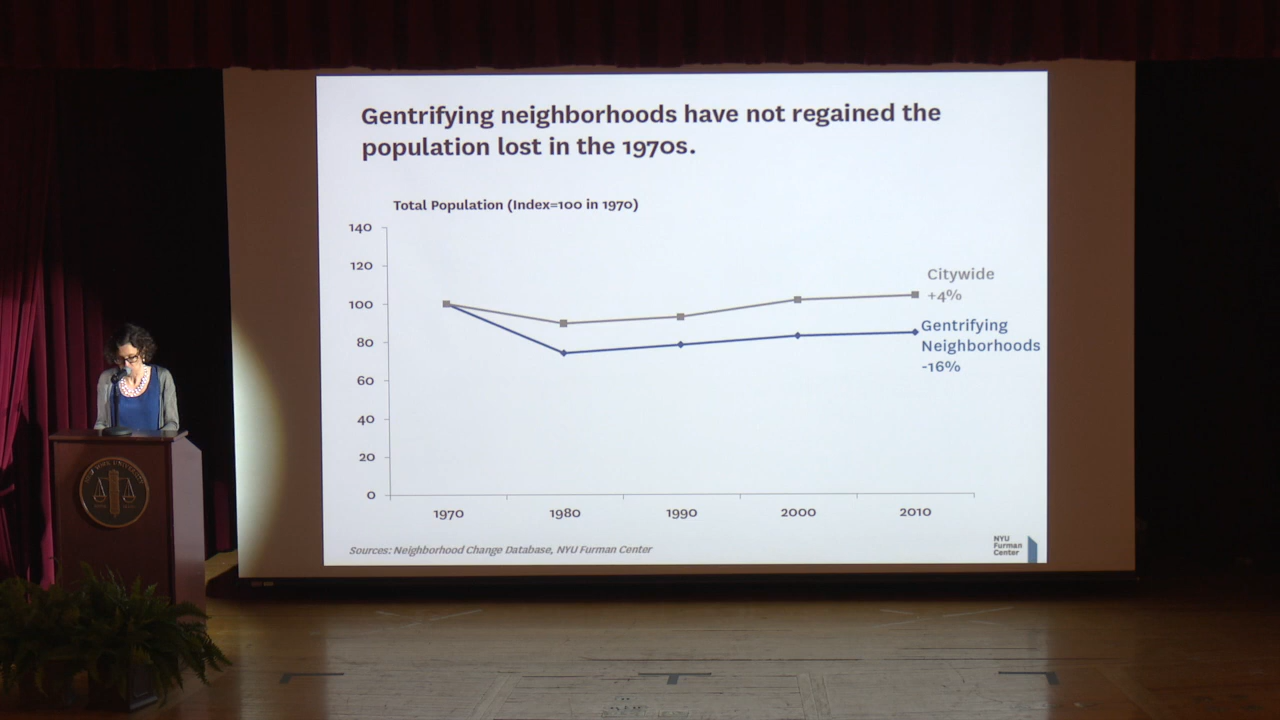 Gentrifying neighborhoods have not regained the
population lost in the 1970s.
Total Population (Index=100 in 1970)
140
120
100
80
60
40
20
0
Citywide
+4%
Gentrifying
Neighborhoods
-16%
1970 1980 1990 2000 2010
Sources: Neighborhood Change Database, NYU Furman Center
NYU
Furman
Center